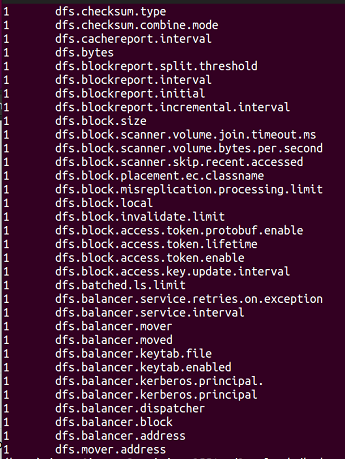 1 dfs.checksum.type
1 dfs.checksum.combine.mode
1 dfs.cachereport.interval
1 dfs.bytes
1 dfs.blockreport.split.threshold
1 dfs.blockreport.interval
1 dfs.blockreport.initial
1 dfs.blockreport.incremental.interval
1 dfs.block.size
1 dfs.block.scanner.volume.join.timeout.ms
1 dfs.block.scanner.volume.bytes.per.second
1 dfs.block.scanner.skip.recent.accessed
1 dfs.block.placement.ec.classname
1 dfs.block.misreplication.processing.limit
1 dfs.block.local
1 dfs.block.invalidate.limit
1 dfs.block.access.token.protobuf.enable
1 dfs.block.access.token.lifetime
1 dfs.block.access.token.enable
1 dfs.block.access.key.update.interval
1 dfs.batched.ls.limit
1 dfs.balancer.service.retries.on.exception
1 dfs.balancer.service.interval
1 dfs.balancer.mover
1 dfs.balancer.moved
1 dfs.balancer.keytab.file
1 dfs.balancer.keytab.enabled
1 dfs.balancer.kerberos.principal.
1 dfs.balancer.kerberos.principal
1 dfs.balancer.dispatcher
1 dfs.balancer.block
1 dfs.balancer.address
1 dfs.mover.address